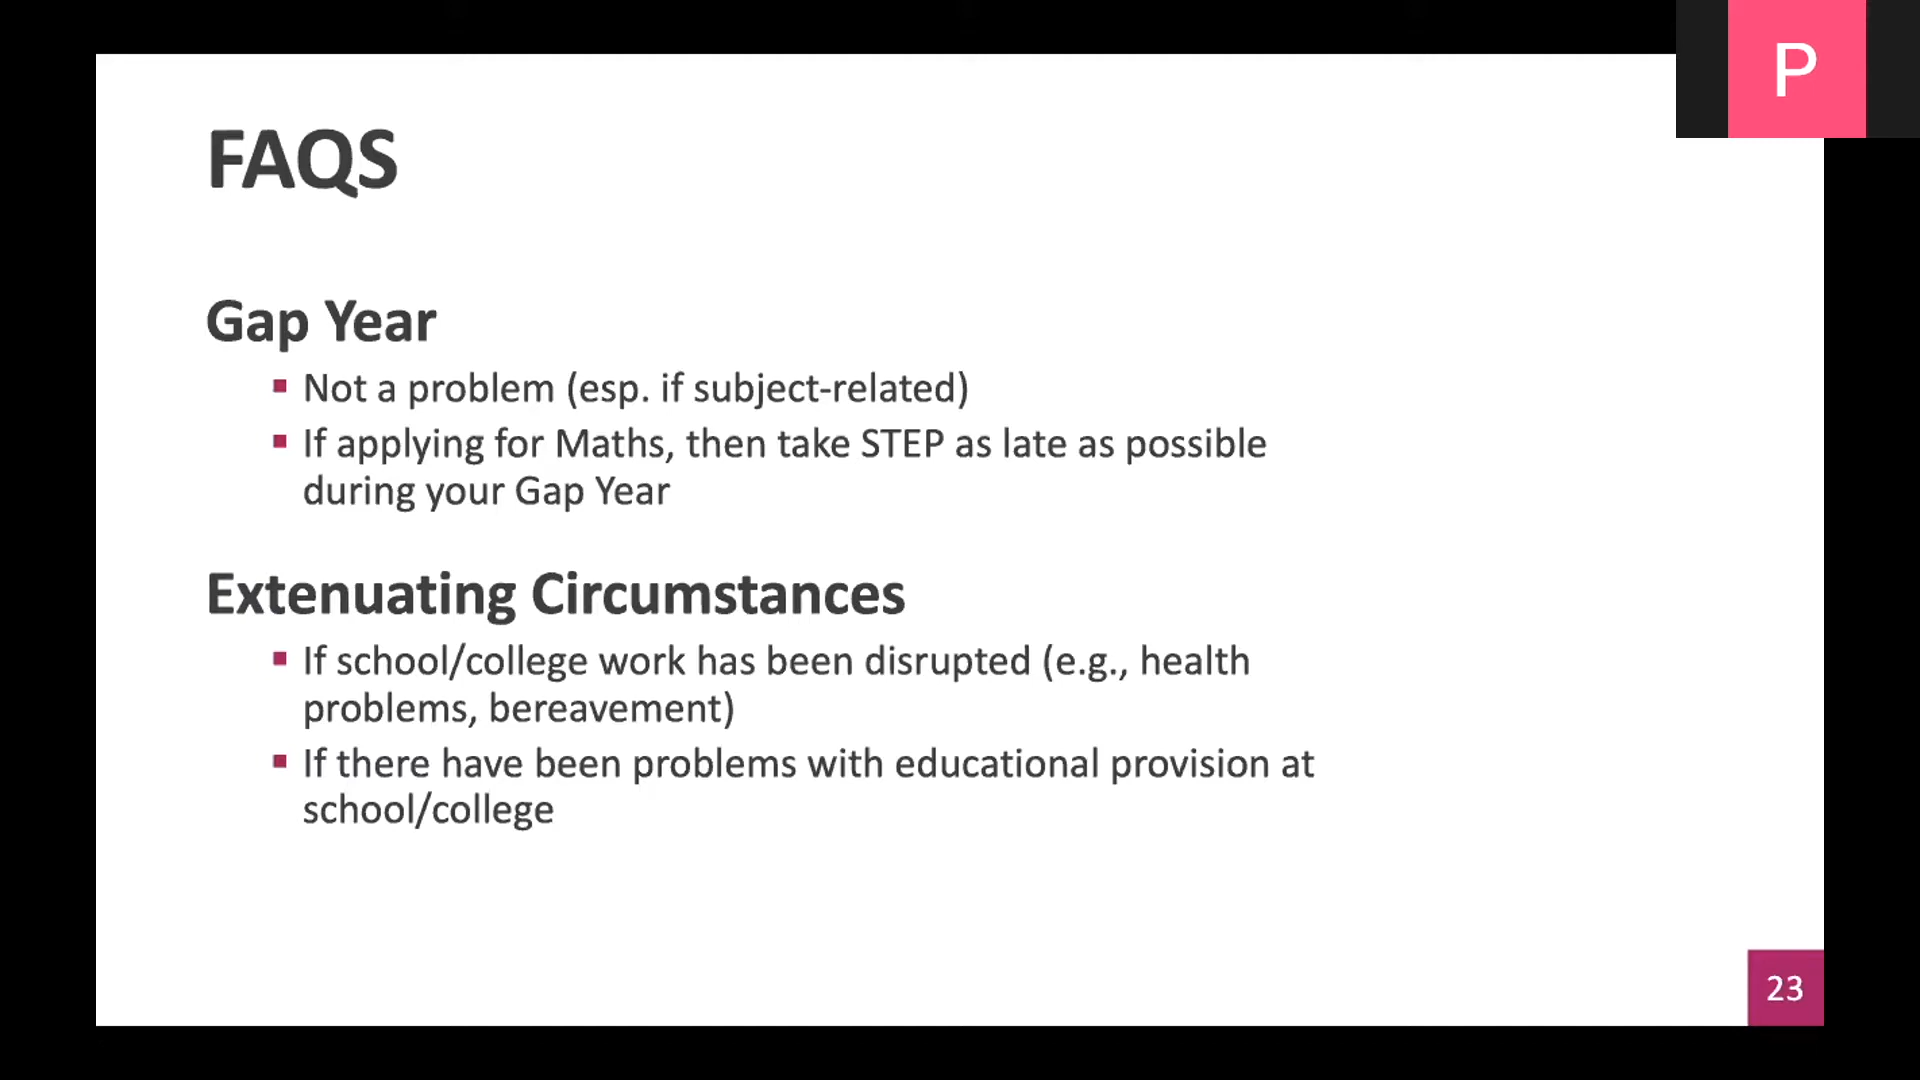 P
FAQS
Gap Year
▪ Not a problem (esp. if subject-related)
▪ If applying for Maths, then take STEP as late as possible
during your Gap Year
Extenuating Circumstances
▪ If school/college work has been disrupted (e.g., health
problems, bereavement)
▪ If there have been problems with educational provision at
school/college
23